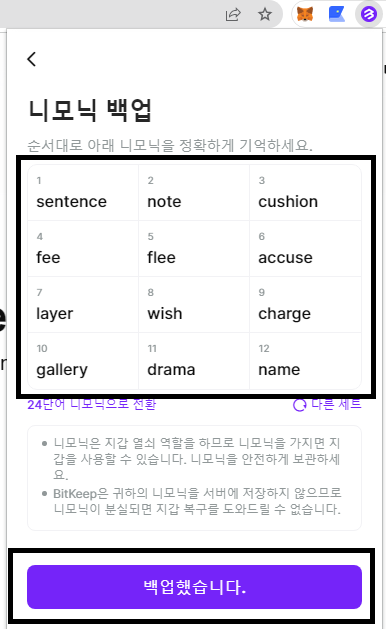 니모닉 백업
순서대로 아래 니모닉을 정확하게 기억하세요.
1 2 3
sentence note cushion
4 5 6
fee flee accuse
7 8 9
layer wish charge
10 11 12
gallery drama name
24단어 니모닉으로 전환 다른 세트
니모닉은 지갑 열쇠 역할을 하므로 니모닉을 가지면 지
갑을 사용할 수 있습니다. 니모닉을 안전하게 보관하세
요.
BitKeep은 귀하의 니모닉을 서버에 저장하지 않으므로
니모닉이 분실되면 지갑 복구를 도와드릴 수 없습니다.
백업했습니다.